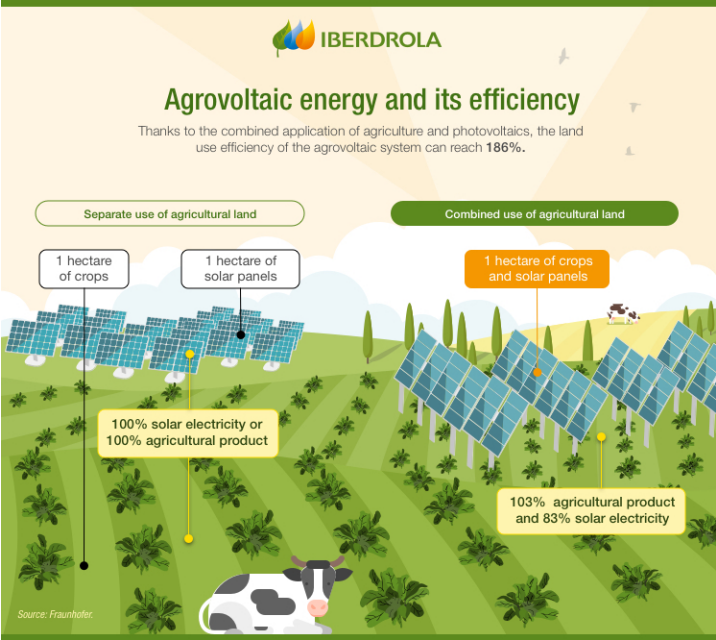 IBERDROLA
Agrovoltaic energy and its efficiency
Thanks to the combined application of agriculture and photovoltaics, the land
use efficiency of the agrovoltaic system can reach 186%.
Separate use of agricultural land
Combined use of agricultural land
1 hectare
of crops
1 hectare of
solar panels
1 hectare of crops
and solar panels
100% solar electricity or
100% agricultural product
103% agricultural product
and 83% solar electricity
Source: Fraunhofer.